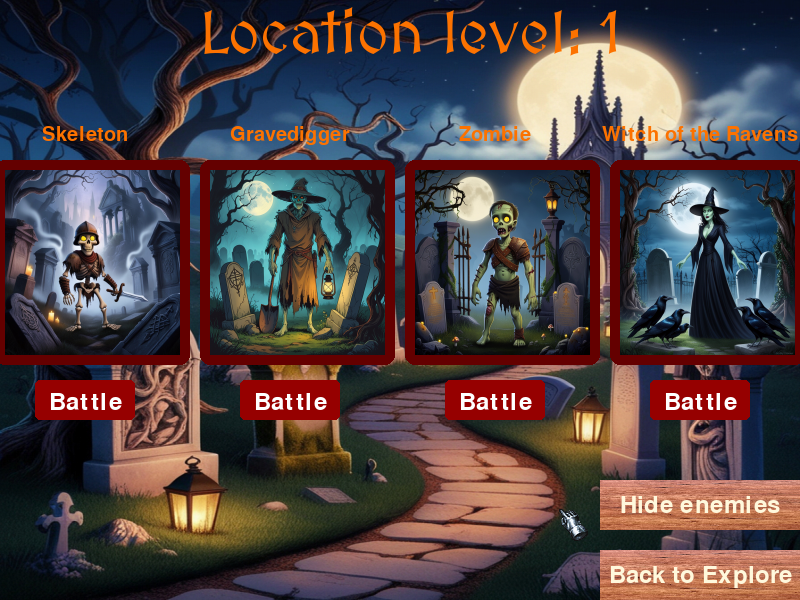 Location level: 1
Skeleton
Gravedigger
Zombie
Witch of the Ravens
Battle
Battle
Battle
Battle
Hide enemies
Back to Explore